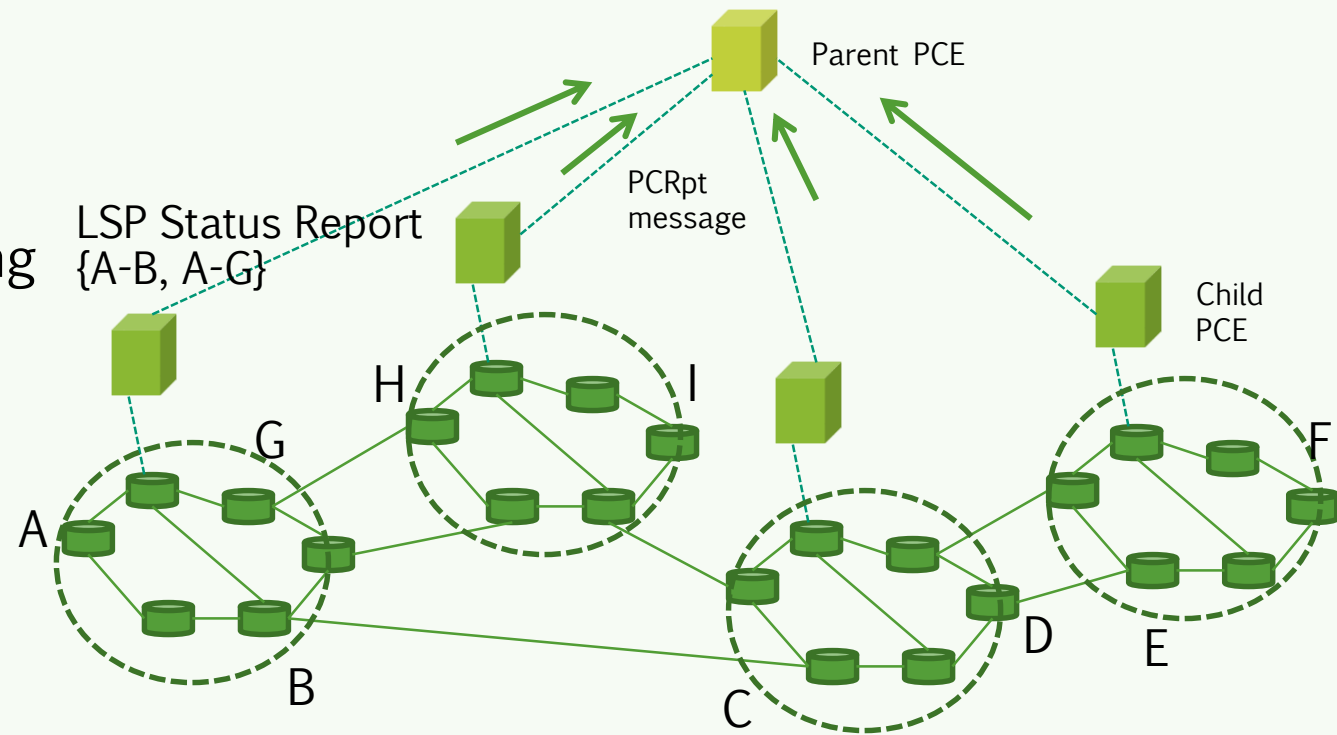 Parent PCE
PCRpt
message
LSP Status Report
{A-B, A-G}
Child
PCE
H
I
G
F
A
D
E
B
C